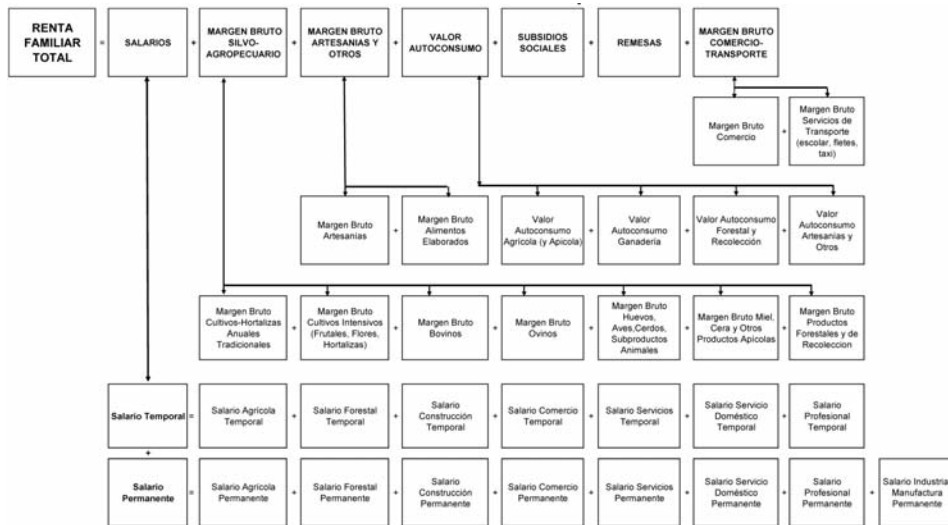 RENTA
FAMILIAR
TOTAL
=
SALARIOS
+
MARGEN BRUTO
SILVO-
AGROPECUARIO
+
MARGEN BRUTO
ARTESANIAS Y
OTROS
+
VALOR
AUTOCONSUMO
+
SUBSIDIOS
SOCIALES
+
REMESAS
+
MARGEN BRUTO
COMERCIO-
TRANSPORTE
Margen Bruto
Comercio
+
Margen Bruto
Servicios de
Transporte
(escolar, fletes,
taxi)
Margen Bruto
Artesanías
+
Margen Bruto
Alimentos
Elaborados
+
Valor
Autoconsumo
Agrícola (y Apicola)
+
Valor
Autoconsumo
Ganadería
+
Valor Autoconsumo
Forestal y
Recolección
+
Valor
Autoconsumo
Artesanías y
Otros
Margen Bruto
Cultivos-Hortalizas
Anuales
Tradicionales
+
Margen Bruto
Cultivos Intensivos
(Frutales, Flores,
Hortalizas)
+
Margen Bruto
Bovinos
+
Margen Bruto
Ovinos
+
Margen Bruto
Huevos,
Aves,Cerdos,
Subproductos
Animales
+
Margen Bruto Miel,
Cera y Otros
Productos Apícolas
+
Margen Bruto
Productos
Forestales y de
Recoleccion
Salario Temporal
=
Salario Agrícola
Temporal
+
Salario Forestal
Temporal
+
Salario
Construcción
Temporal
+
Salario Comercio
Temporal
+
Salario Servicios
Temporal
+
Salario Servicio
Doméstico
Temporal
+
Salario
Profesional
Temporal
+
Salario
Permanente
=
Salario Agrícola
Permanente
+
Salario Forestal
Permanente
+
Salario
Construcción
Permanente
+
Salario Comercio
Permanente
+
Salario Servicios
Permanente
+
Salario Servicio
Doméstico
Permanente
+
Salario
Profesional
Permanente
+
Salario Industria
Manufactura
Permanente